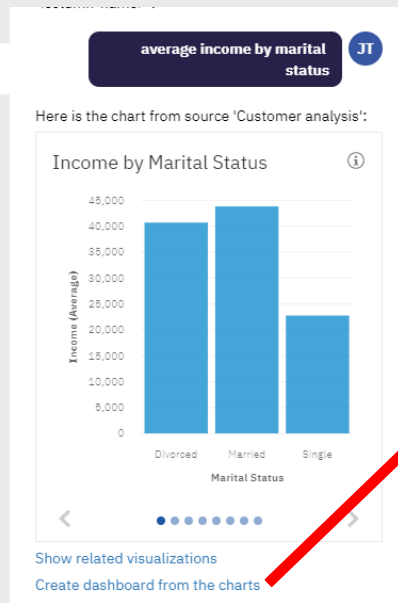 average income by marital
status
JT
Here is the chart from source 'Customer analysis':
Income by Marital Status
45,000
40,000
35,000
30,000
25,000
20,000
15,000
10,000
5,000
0
Income (Average)
Divorced Married Single
Marital Status
Show related visualizations
Create dashboard from the charts